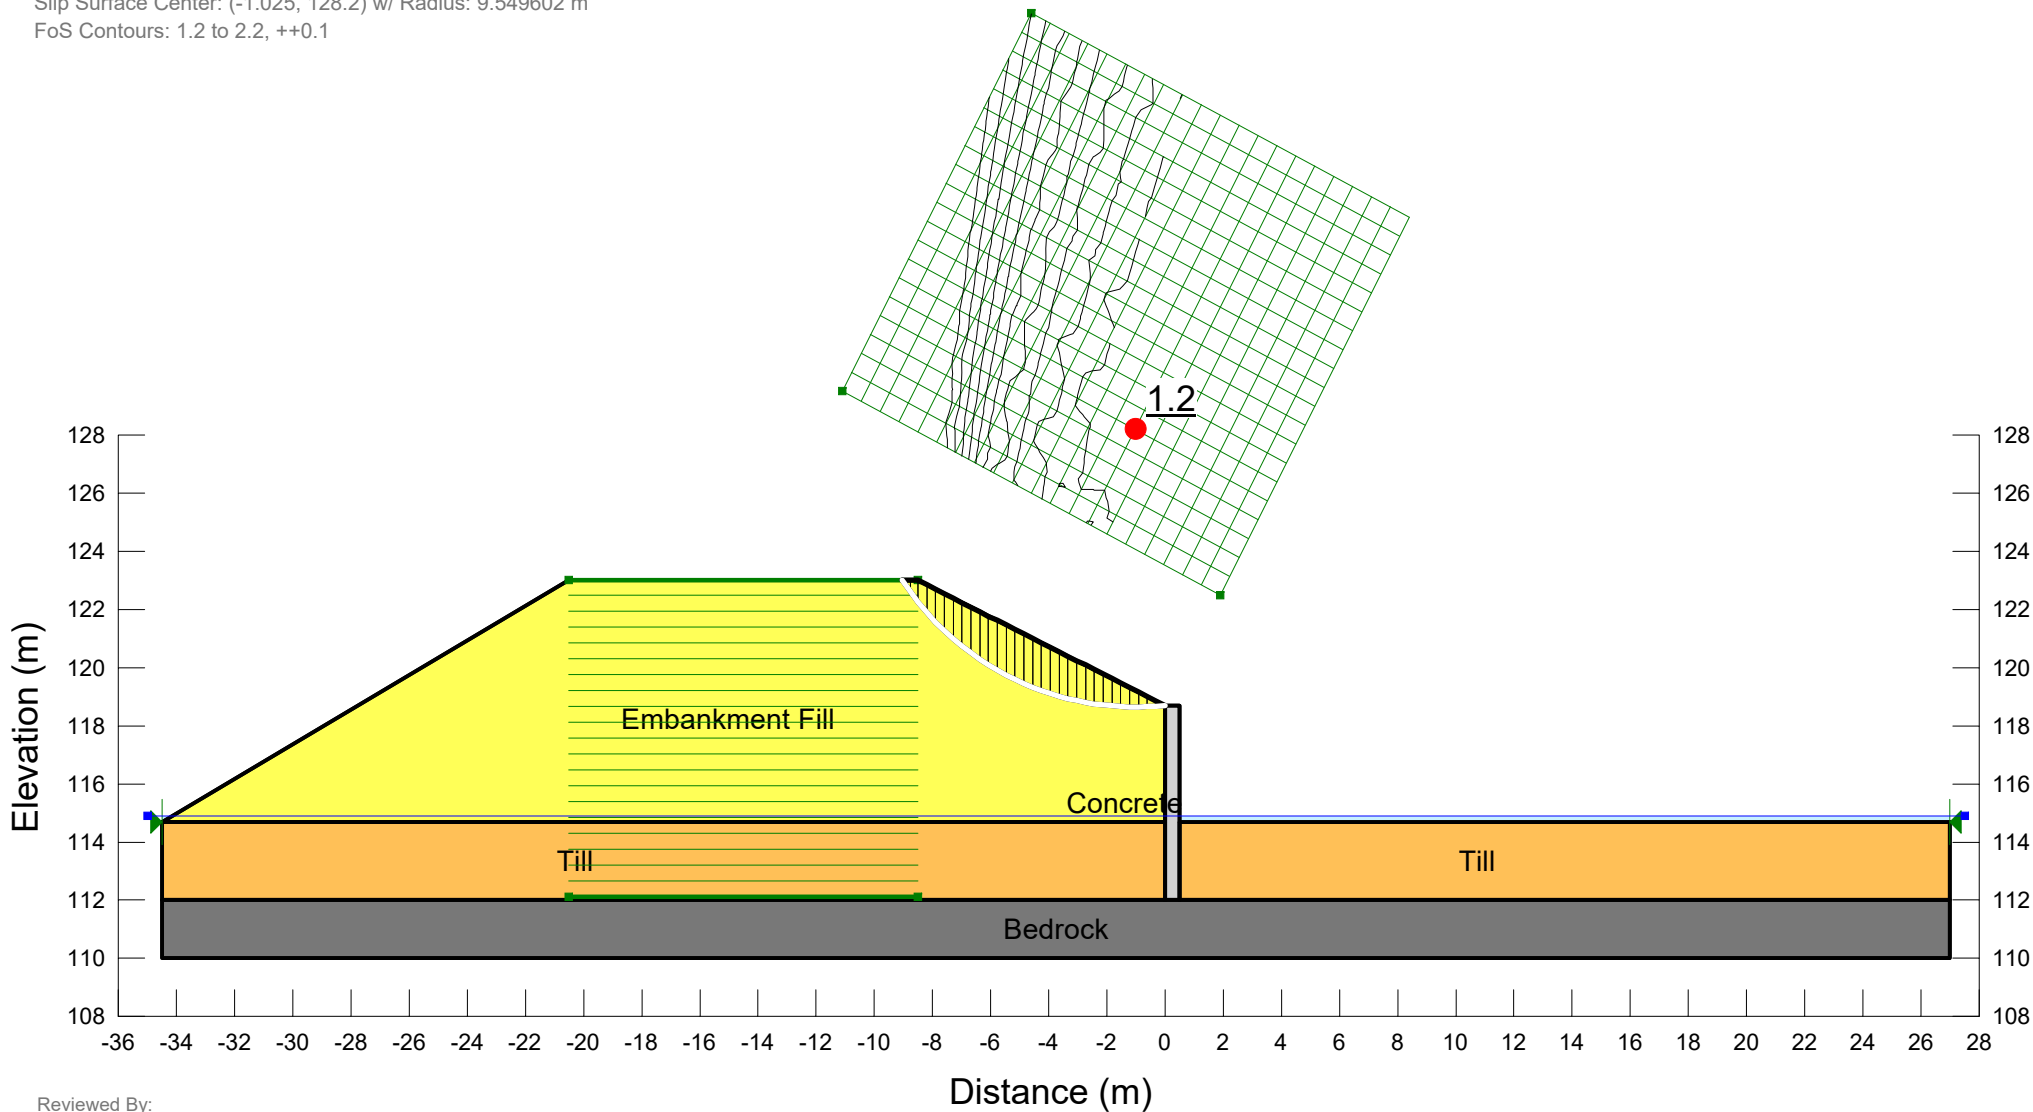 Slip Surface Center: (-1.025, 128.2) w/ Radius: 9.549602 m
FoS Contours: 1.2 to 2.2, ++0.1
1.2
128 128
126 126
124 124
122 122
120 120
Embankment Fill
118 118
116 116
Concrete
114 114
Till Till
112 112
Bedrock
110 110
108 108
Elevation (m)
-36 -34 -32 -30 -28 -26 -24 -22 -20 -18 -16 -14 -12 -10 -8 -6 -4 -2 0 2 4 6 8 10 12 14 16 18 20 22 24 26 28
Distance (m)
Reviewed By: